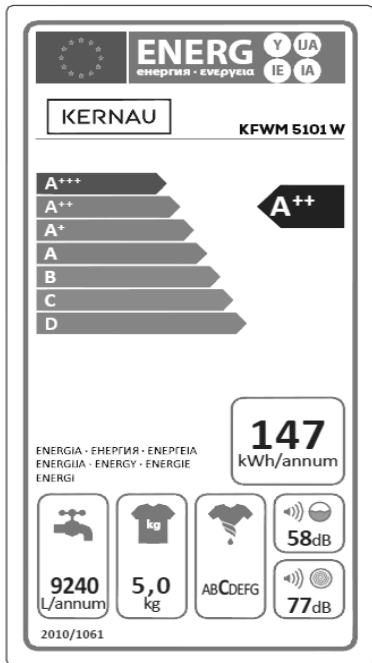 ENERG
енергия · ενεργεια
Y
IJA
IE
IA
KERNAU
KFWM 5101 W
A+++
A++
A+
A
B
C
D
A++
147
kWh/annum
ENERGIA · ЕНЕРГИЯ · ΕΝΕΡΓΕΙΑ
ENERGIJA · ENERGY · ENERGIE
ENERGI
9240
L/annum
kg
5,0
kg
ABCDEFG
58dB
77dB
2010/1061